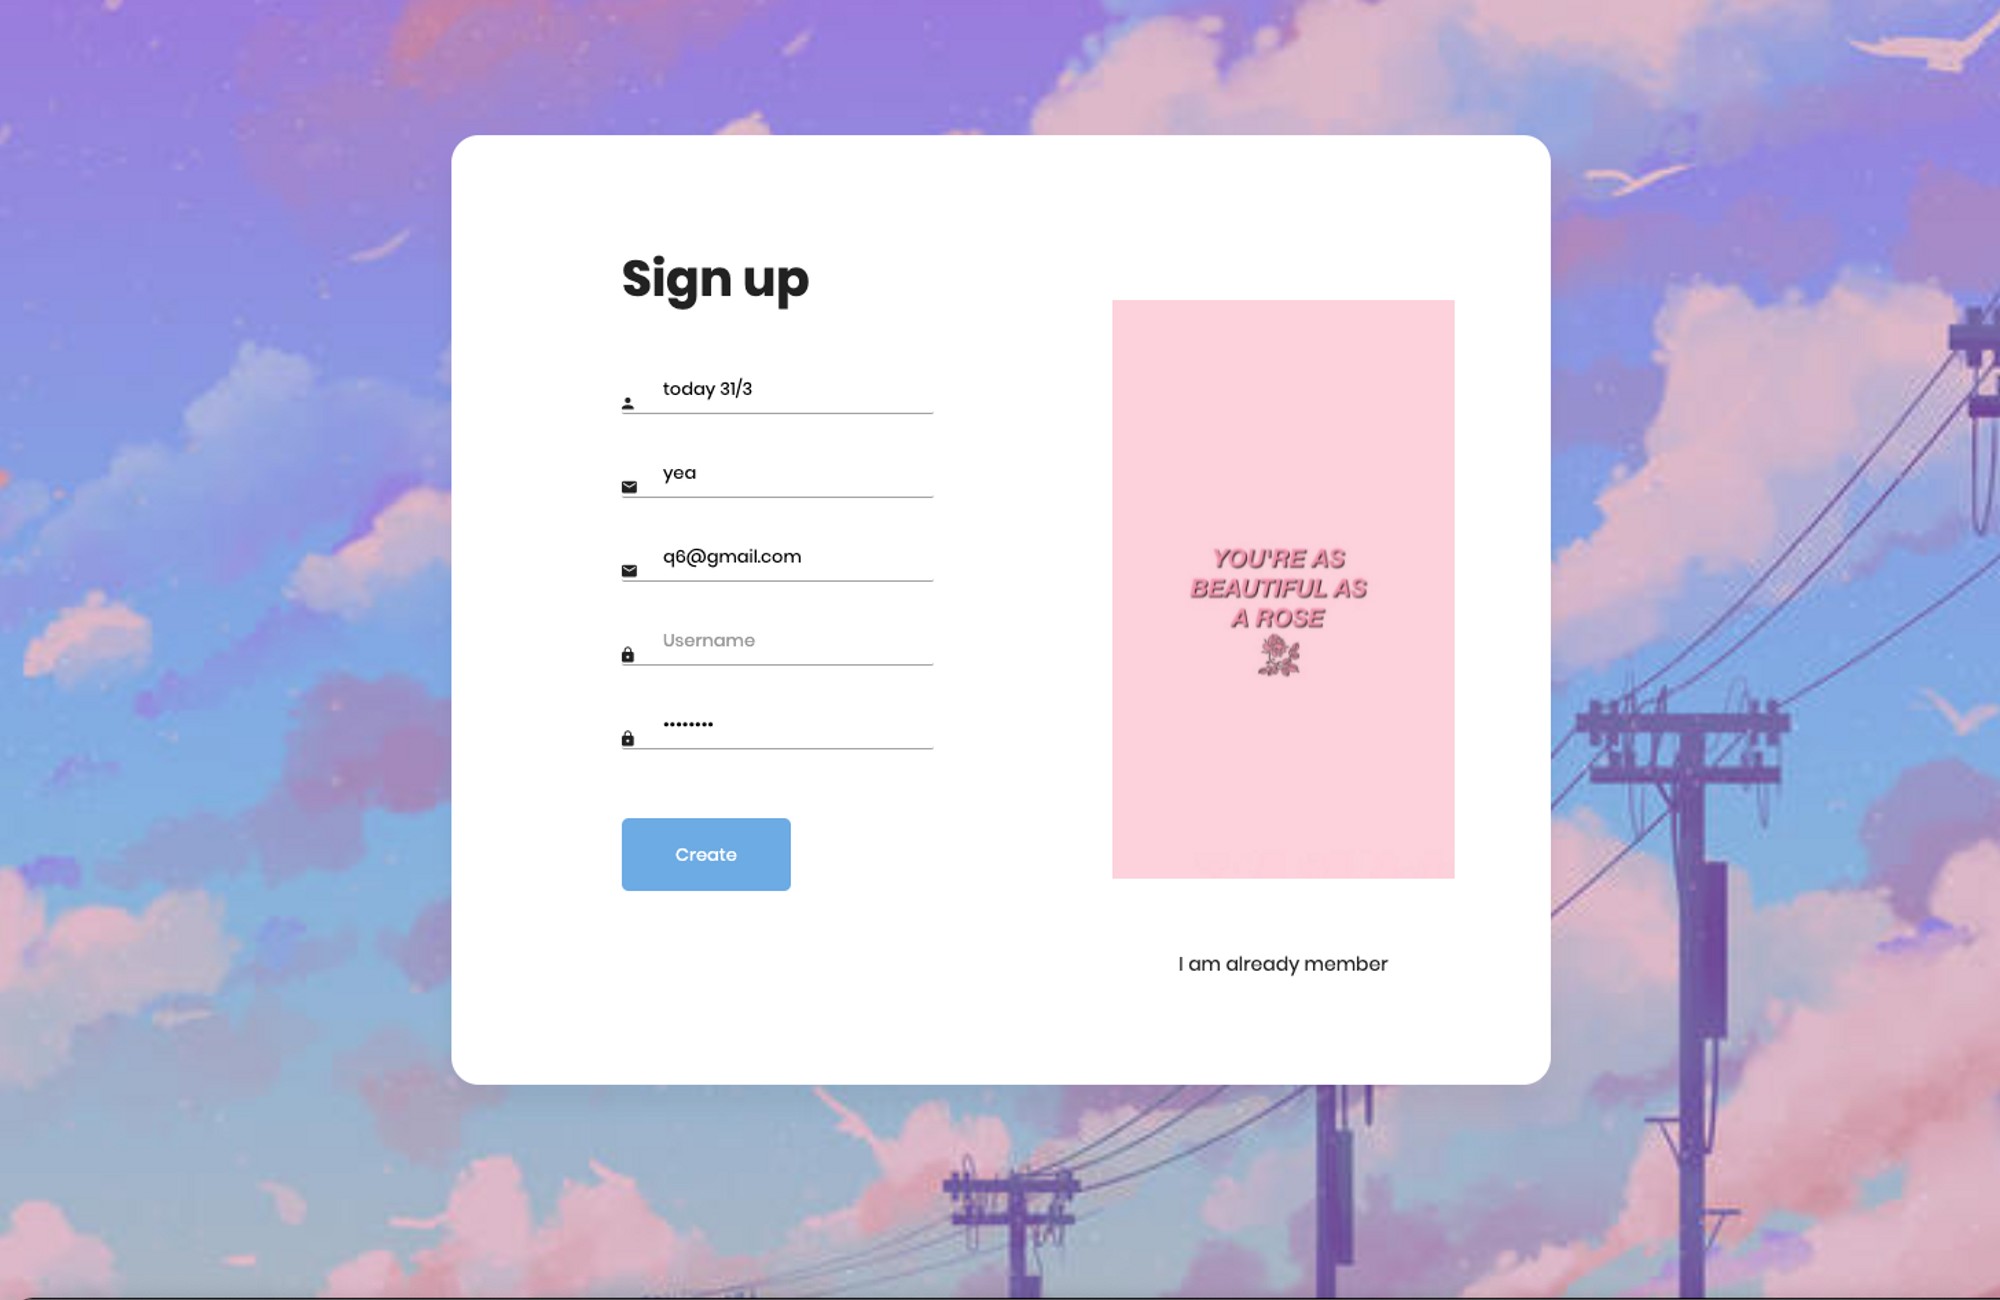 Sign up
today 31/3
yea
q6@gmail.com
Username
••••••••
Create
YOU'RE AS
BEAUTIFUL AS
A ROSE
I am already member